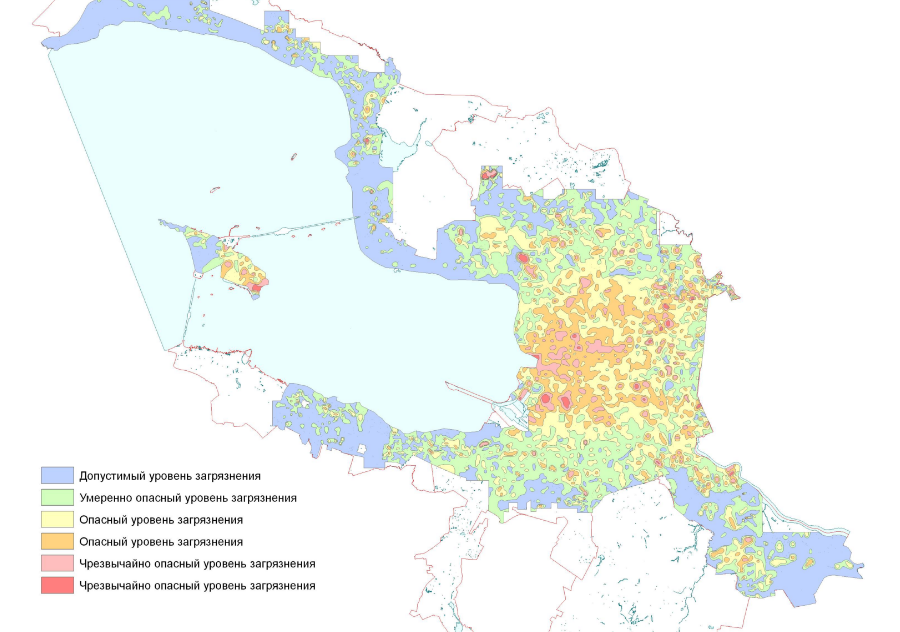 Допустимый уровень загрязнения
Умеренно опасный уровень загрязнения
Опасный уровень загрязнения
Опасный уровень загрязнения
Чрезвычайно опасный уровень загрязнения
Чрезвычайно опасный уровень загрязнения